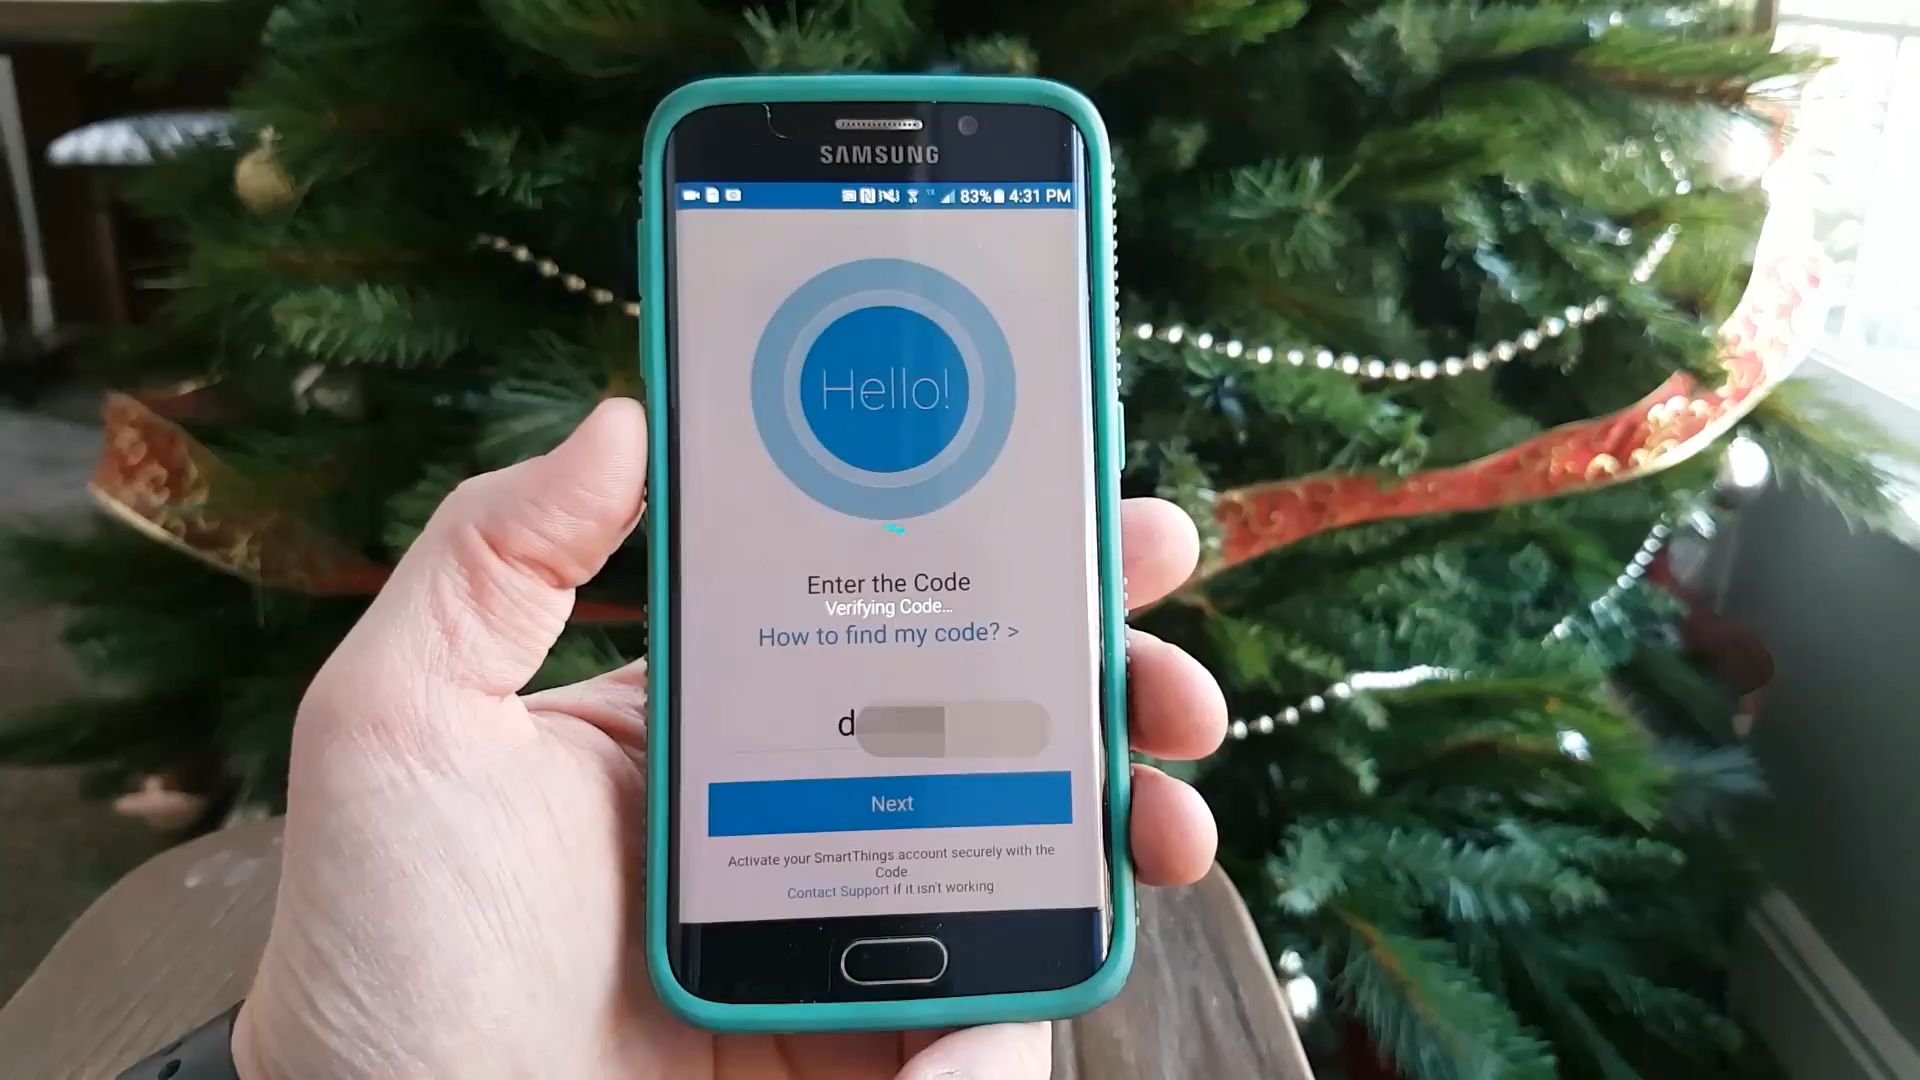 SAMSUNG
83% 4:31 PM
Hello!
Enter the Code
Verifying Code...
How to find my code? >
d
Next
Activate your SmartThings account securely with the
Code.
Contact Support if it isn't working